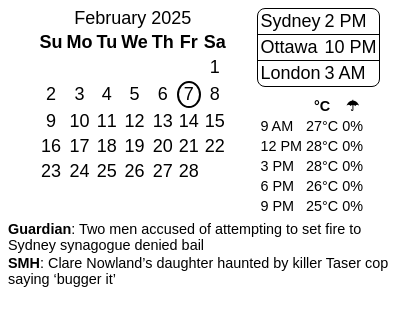 February 2025
Su Mo Tu We Th Fr Sa
1
2 3 4 5 6 7 8
9 10 11 12 13 14 15
16 17 18 19 20 21 22
23 24 25 26 27 28
Sydney 2 PM
Ottawa 10 PM
London 3 AM
°C ☂
9 AM 27°C 0%
12 PM 28°C 0%
3 PM 28°C 0%
6 PM 26°C 0%
9 PM 25°C 0%
Guardian: Two men accused of attempting to set fire to
Sydney synagogue denied bail
SMH: Clare Nowland’s daughter haunted by killer Taser cop
saying ‘bugger it’